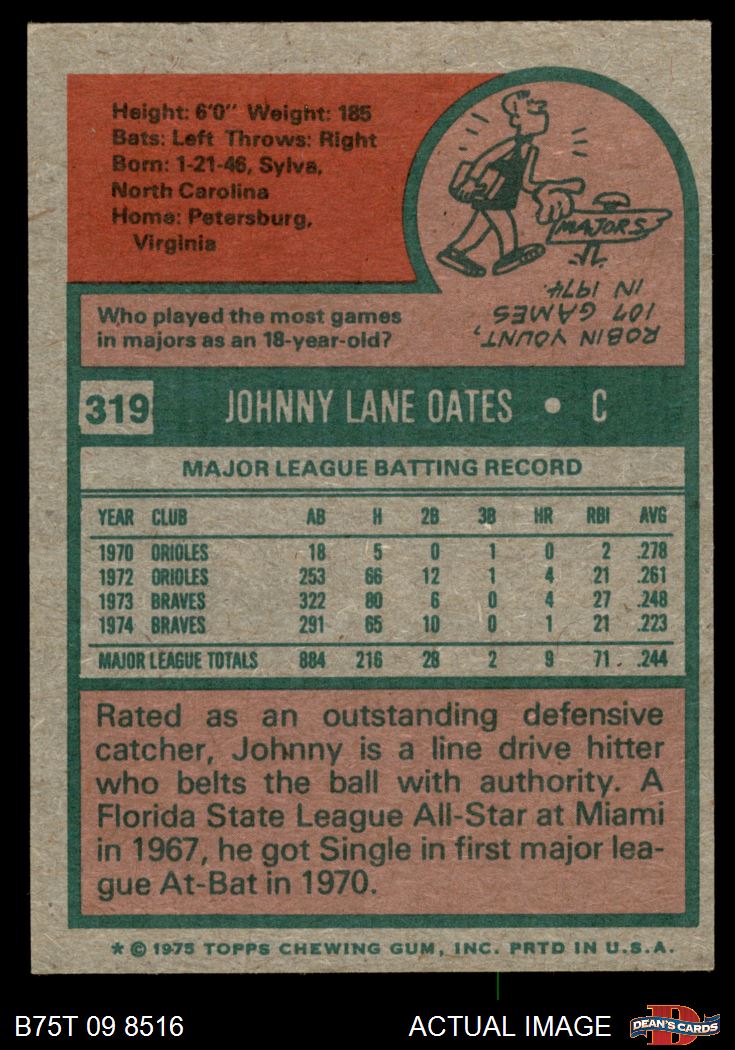 Height: 6'0" Weight: 185
Bats: Left Throws: Right
Born: 1-21-46, Sylva,
North Carolina
Home: Petersburg,
Virginia
MAJORS
Who played the most games
in majors as an 18-year-old?
ROBIN YOUNT,
107 GAMES
IN 1974.
319 JOHNNY LANE OATES • C
MAJOR LEAGUE BATTING RECORD
YEAR CLUB AB H 2B 3B HR RBI AVG
1970 ORIOLES 18 5 0 1 0 2 .278
1972 ORIOLES 253 66 12 1 4 21 .261
1973 BRAVES 322 80 6 0 4 27 .248
1974 BRAVES 291 65 10 0 1 21 .223
MAJOR LEAGUE TOTALS 884 216 28 2 9 71 .244
Rated as an outstanding defensive
catcher, Johnny is a line drive hitter
who belts the ball with authority. A
Florida State League All-Star at Miami
in 1967, he got Single in first major lea-
gue At-Bat in 1970.
* © 1975 TOPPS CHEWING GUM, INC. PRTD IN U.S.A.
B75T 09 8516 ACTUAL IMAGE DEAN'S CARDS